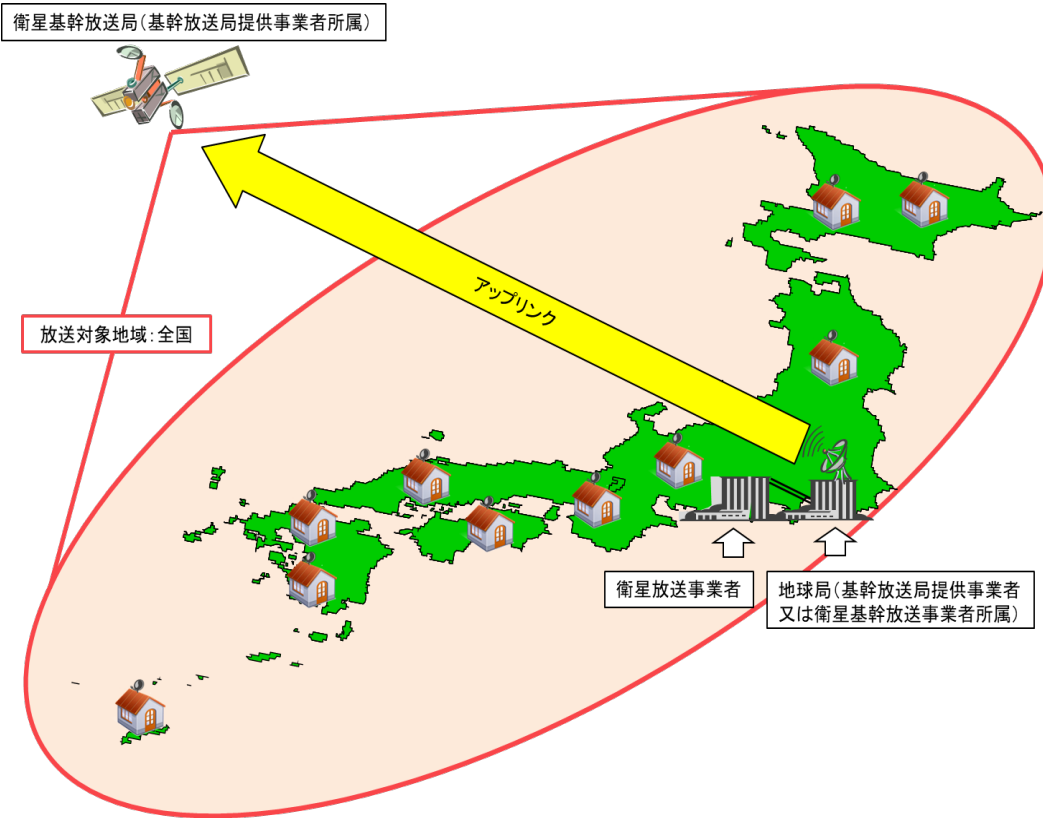 衛星基幹放送局（基幹放送局提供事業者所属）
アップリンク
放送対象地域：全国
衛星放送事業者
地球局（基幹放送局提供事業者
又は衛星基幹放送事業者所属）